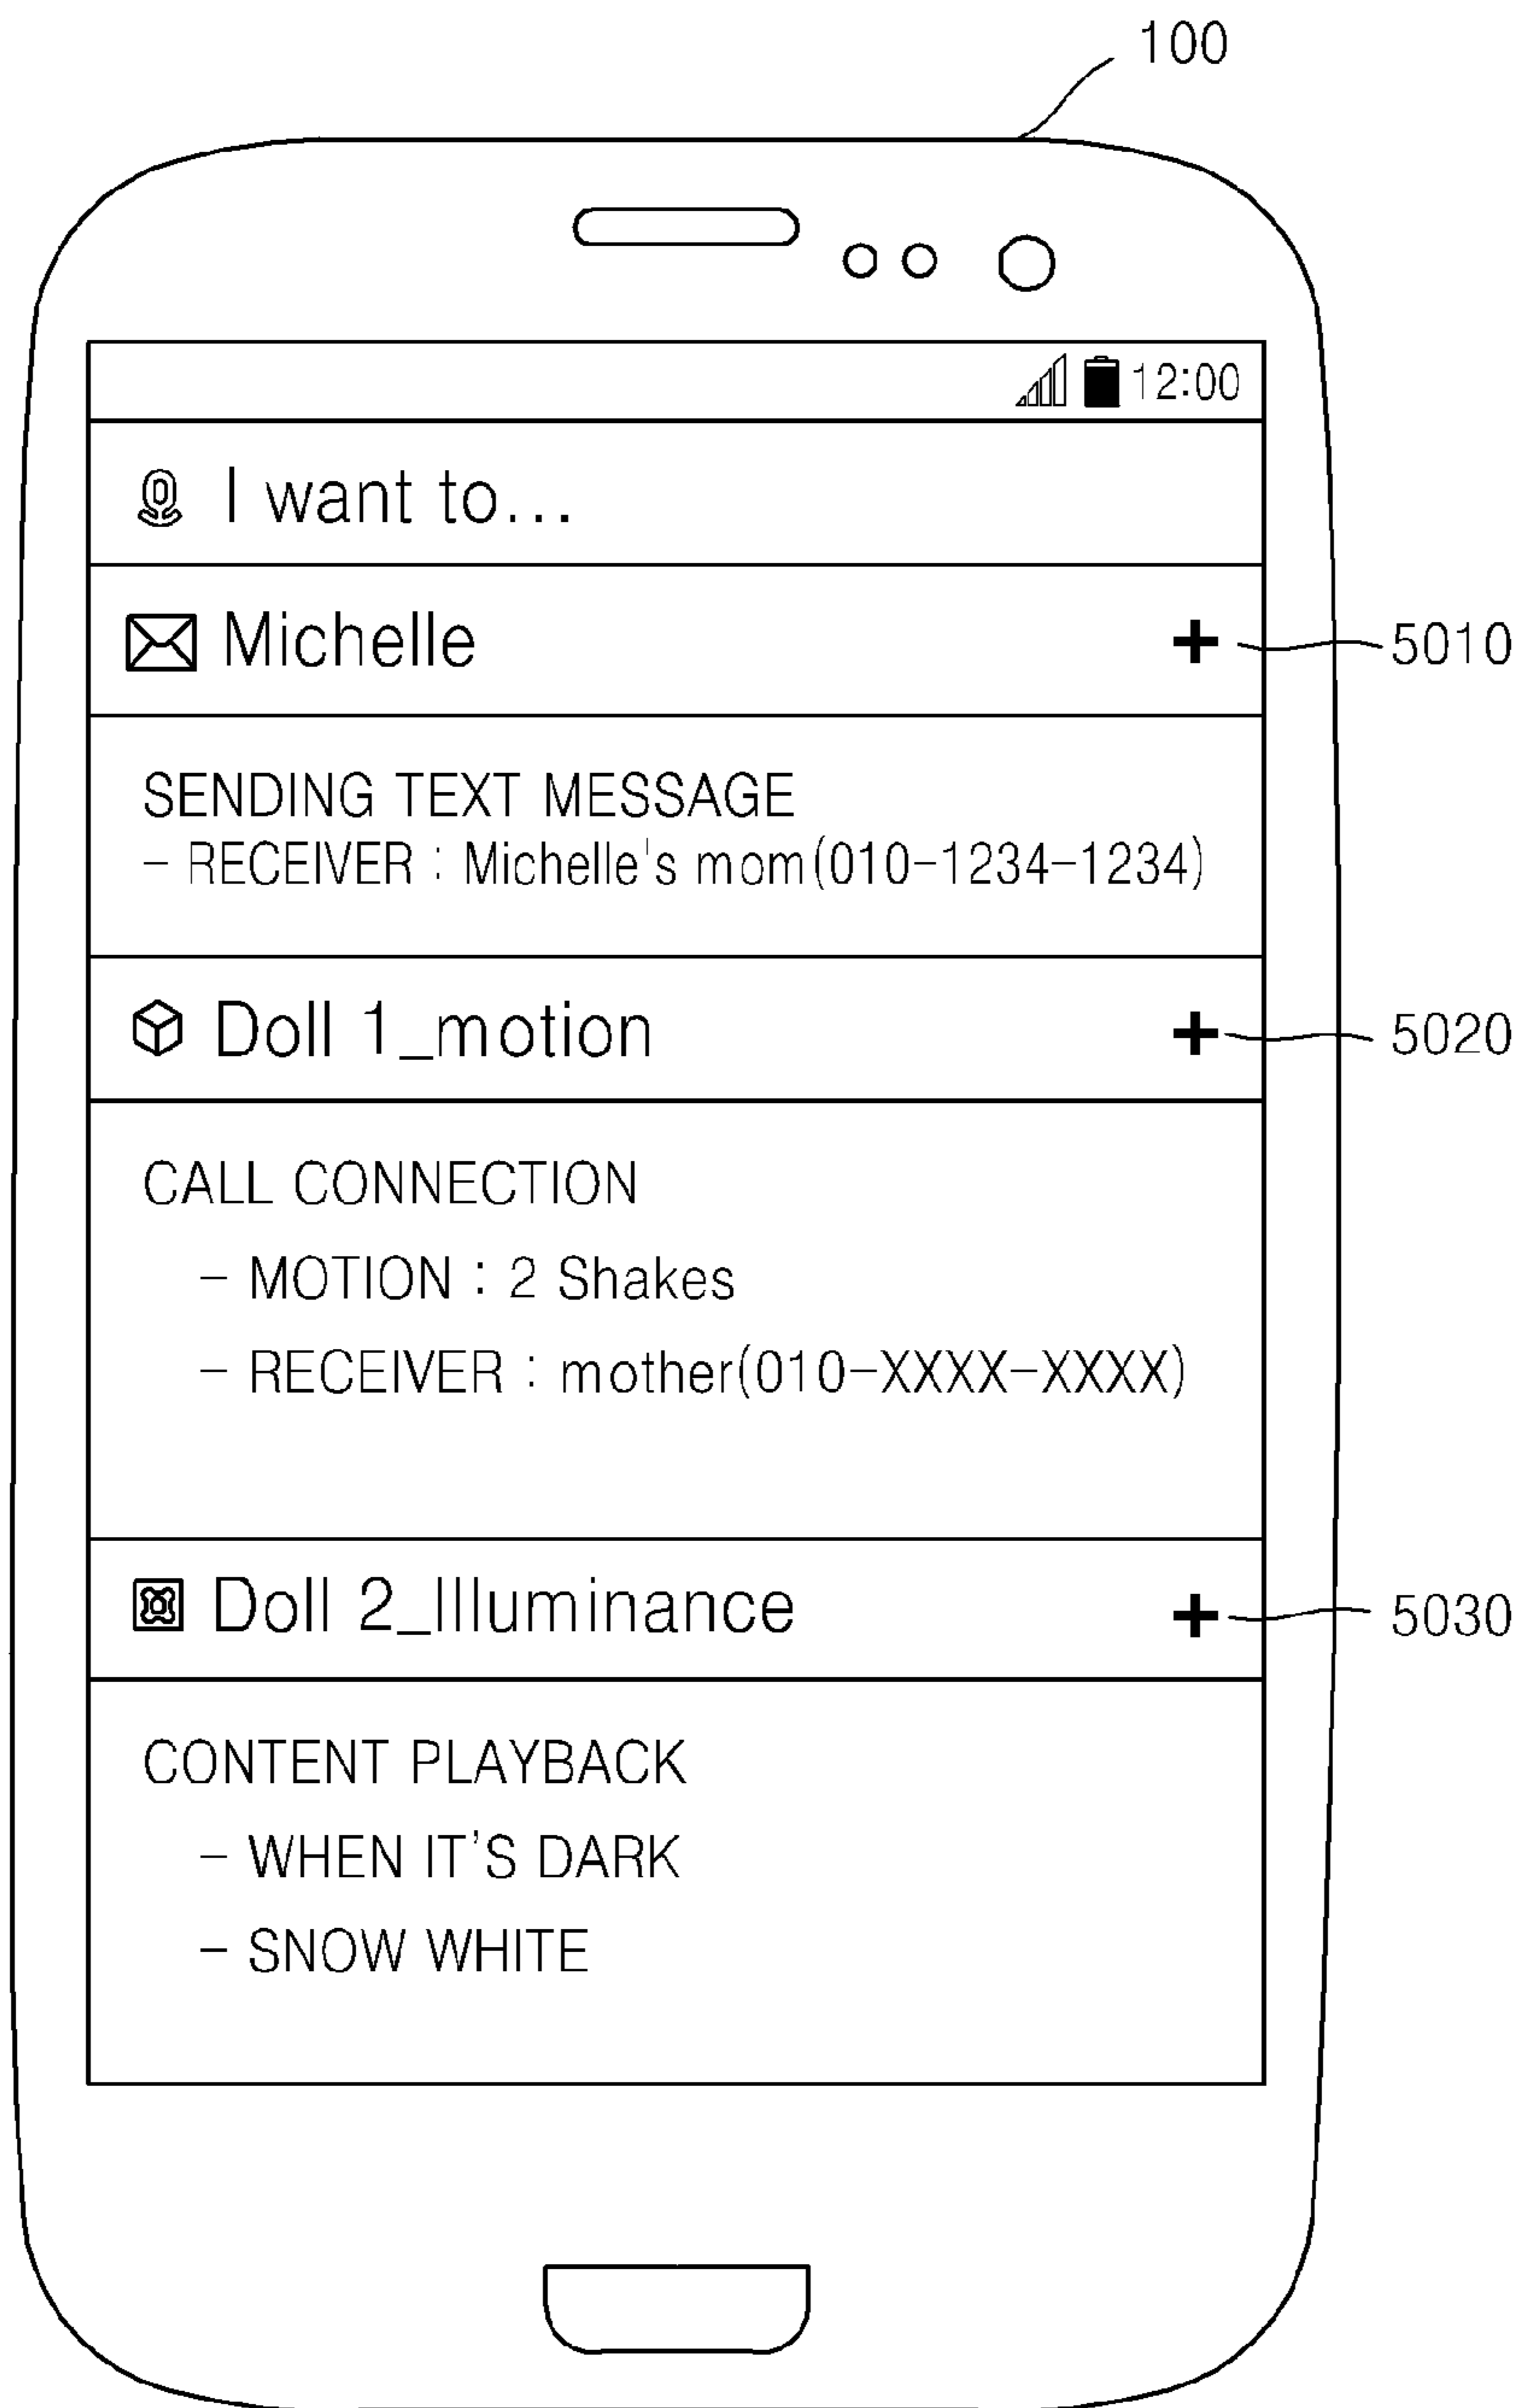 100
12:00
I want to...
Michelle + 5010
SENDING TEXT MESSAGE
- RECEIVER : Michelle's mom(010-1234-1234)
Doll 1_motion + 5020
CALL CONNECTION
- MOTION : 2 Shakes
- RECEIVER : mother(010-XXXX-XXXX)
Doll 2_Illuminance + 5030
CONTENT PLAYBACK
- WHEN IT'S DARK
- SNOW WHITE